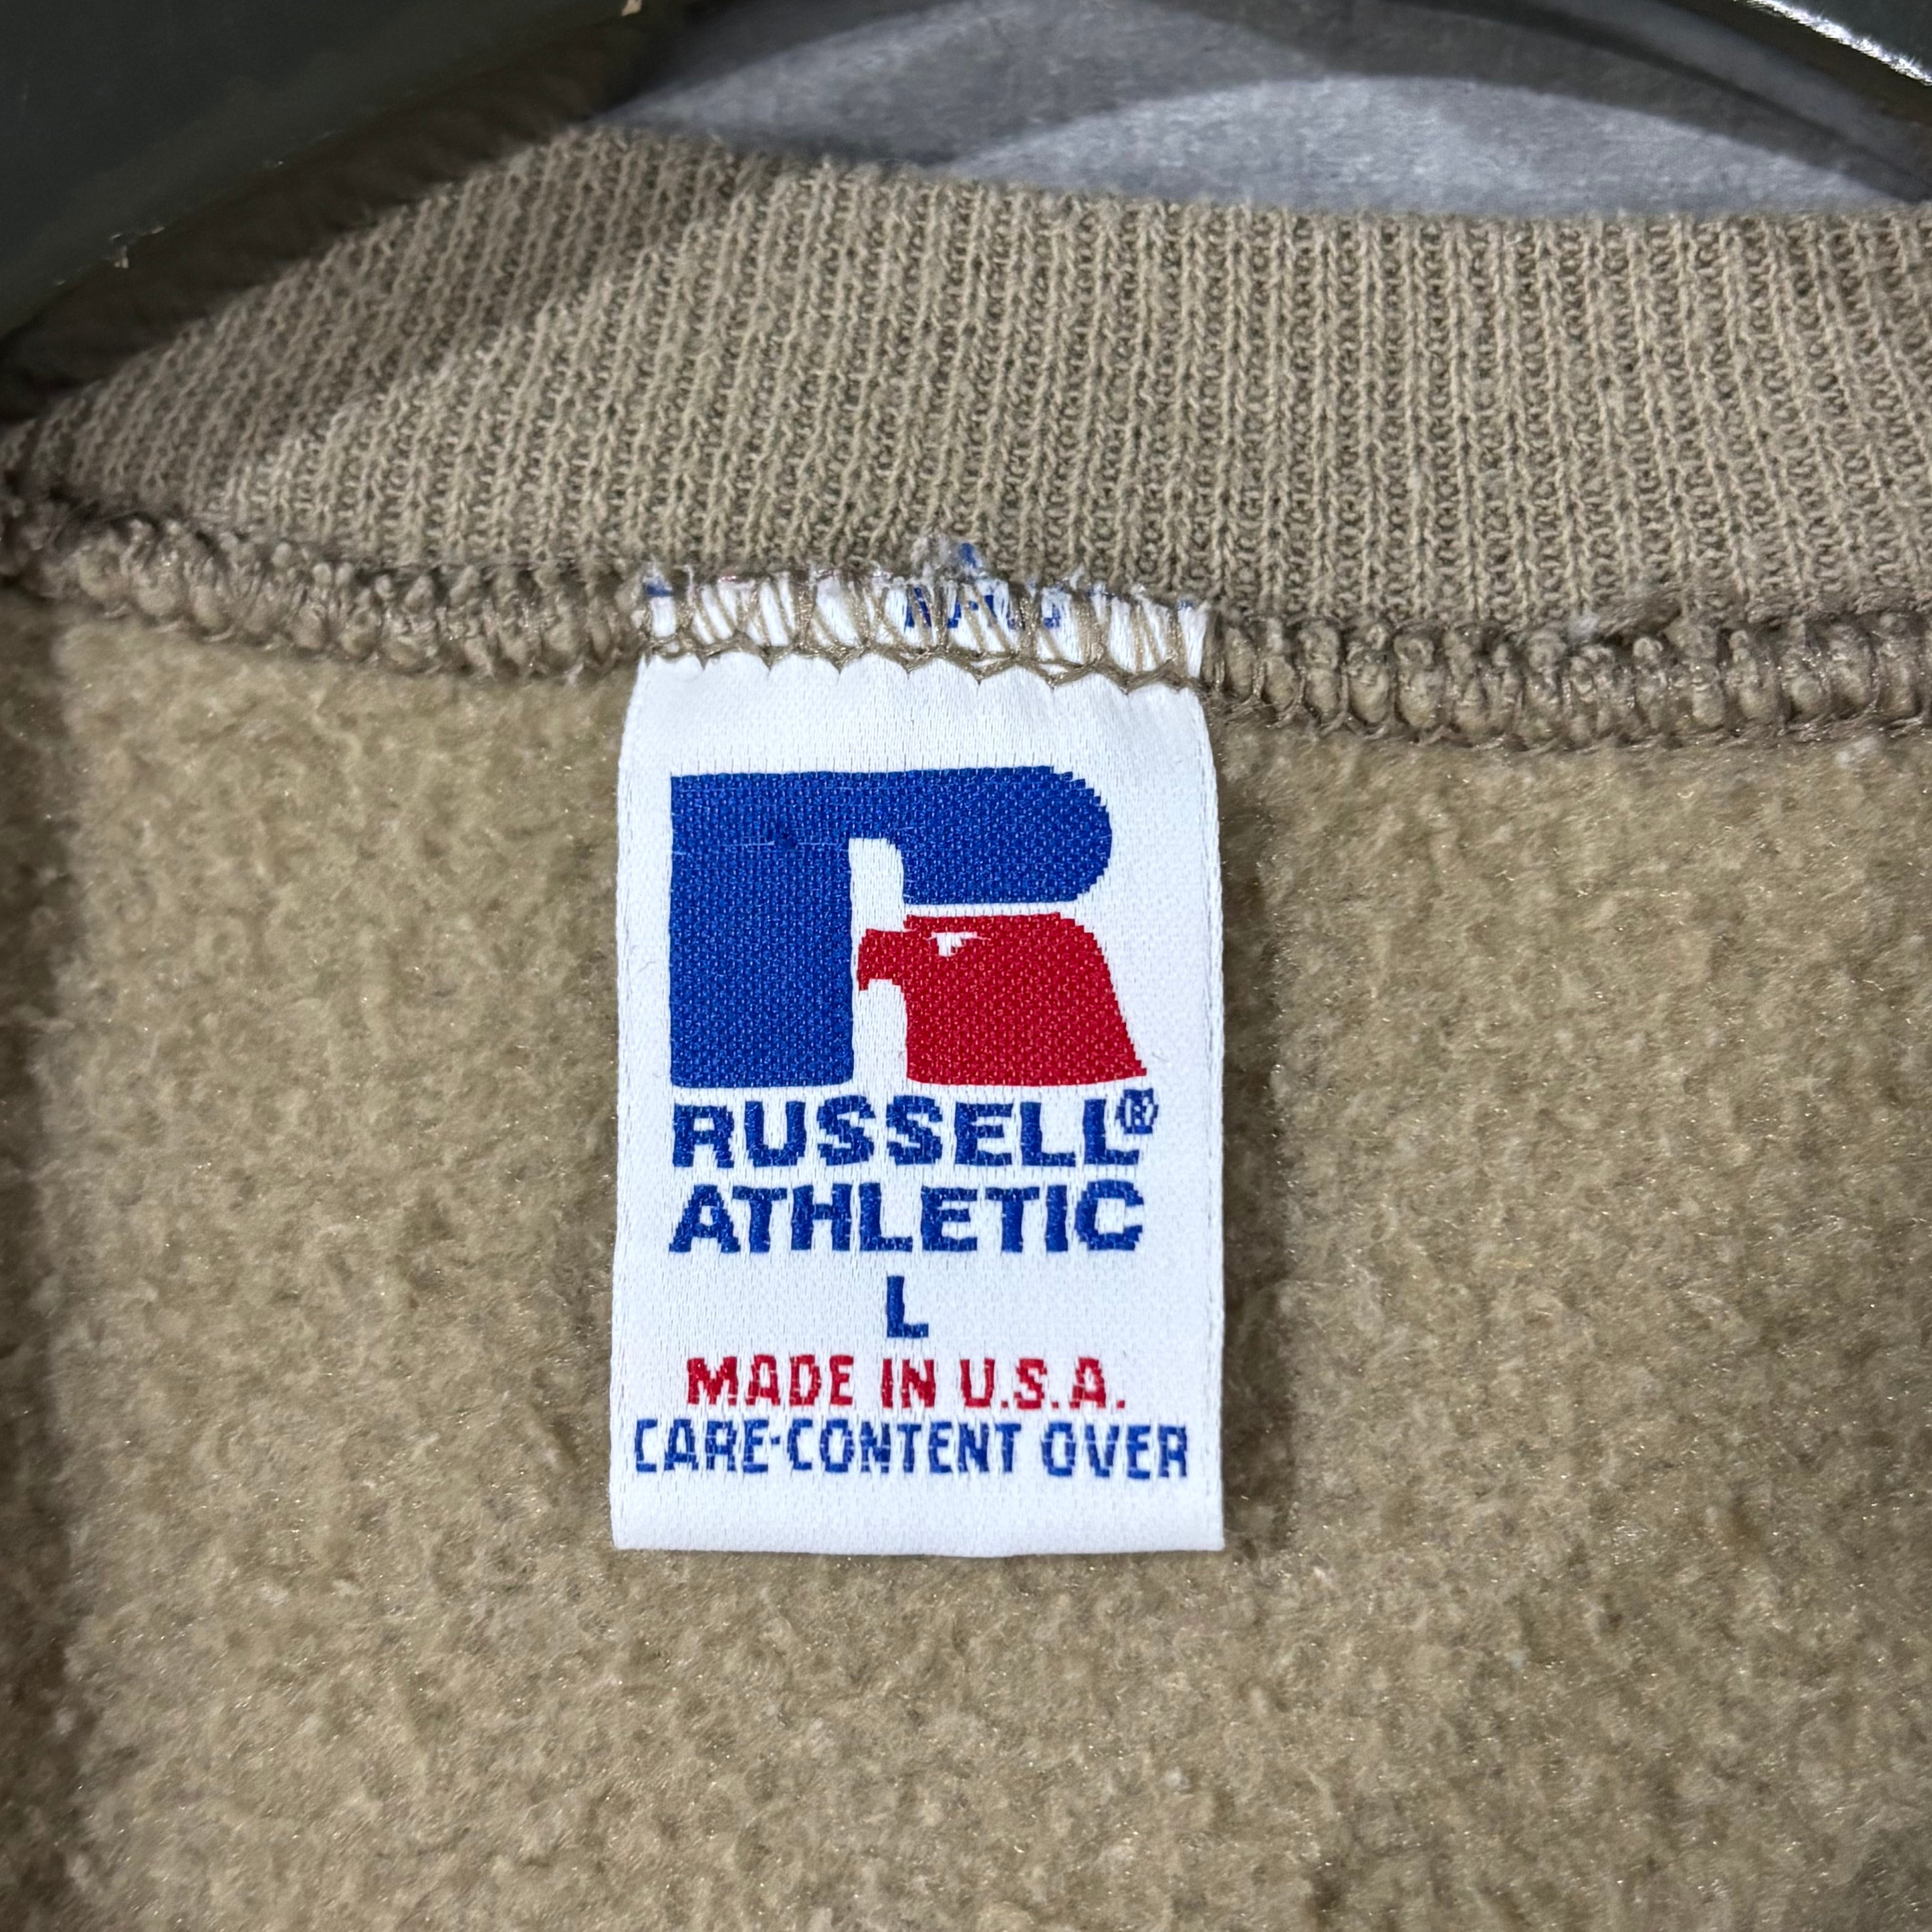 RUSSELL®
ATHLETIC
L
MADE IN U.S.A.
CARE-CONTENT OVER